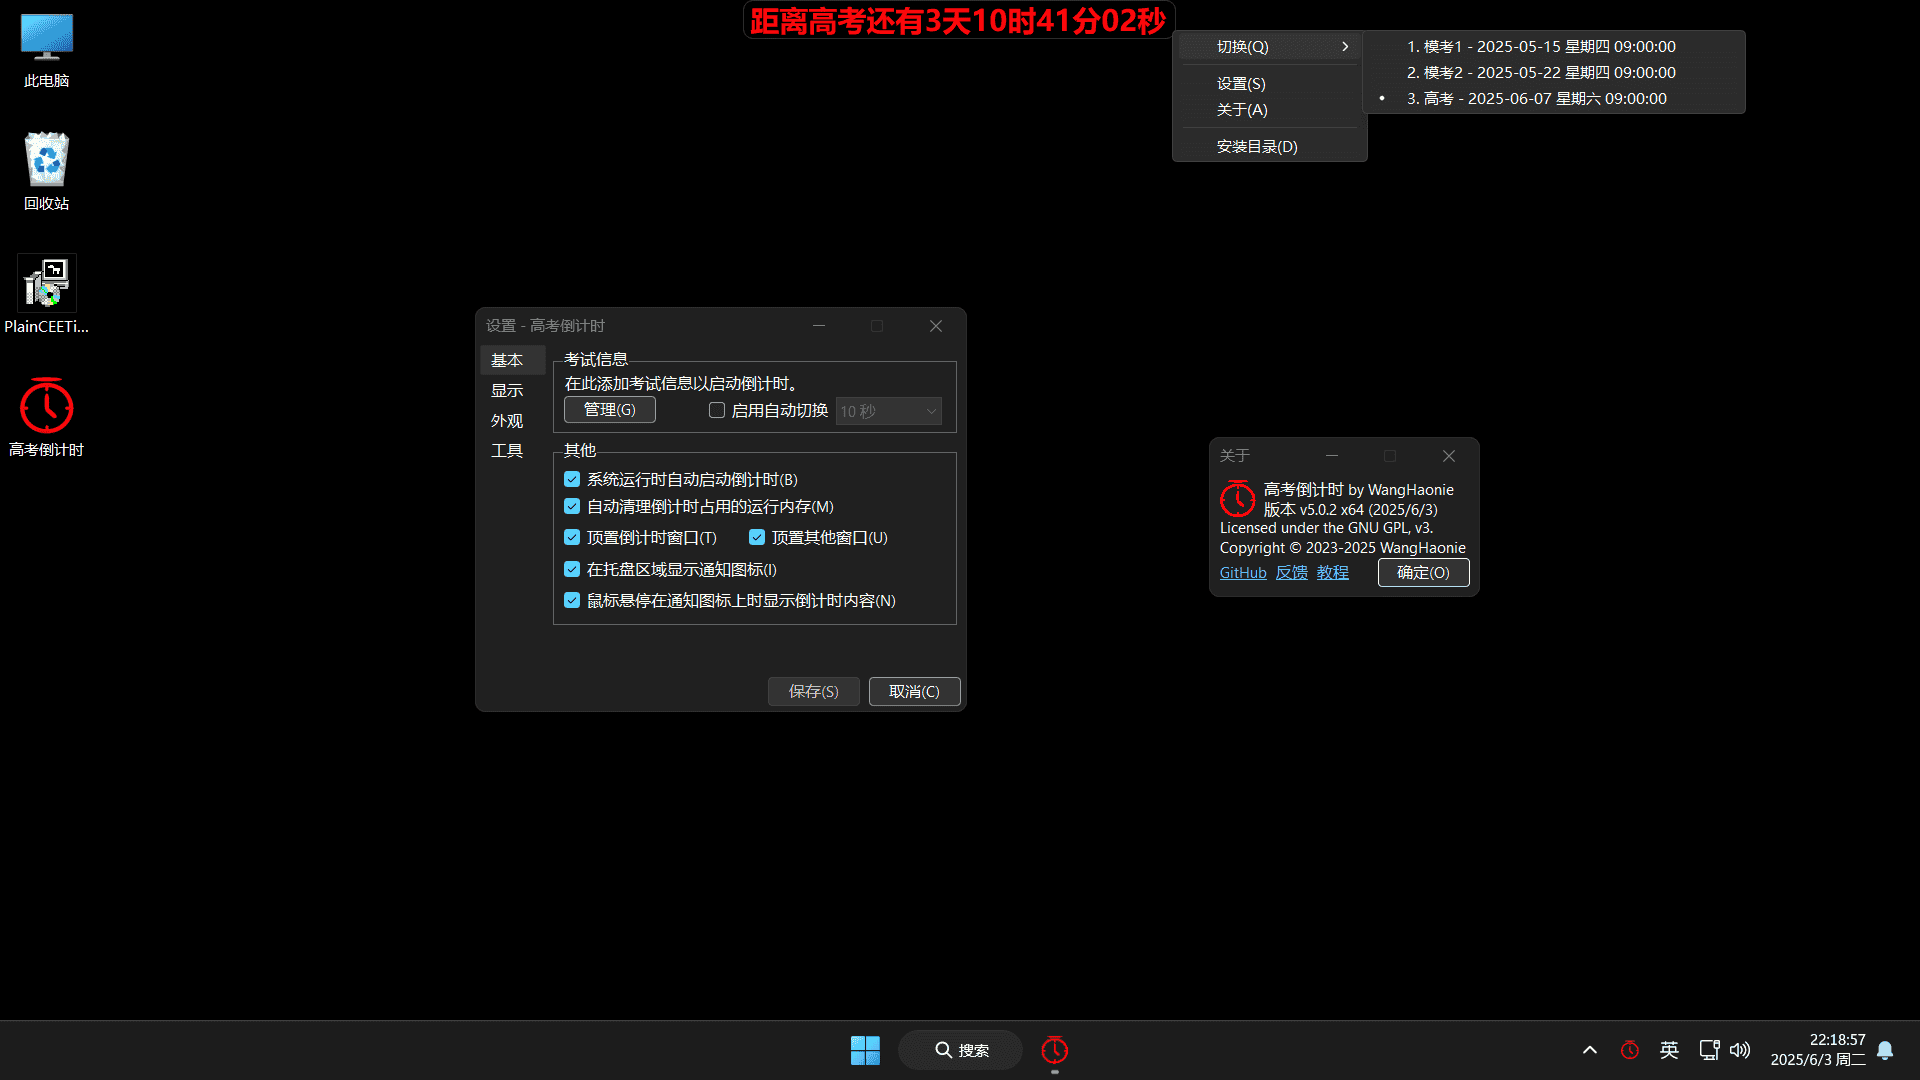 距离高考还有3天10时41分02秒
此电脑
回收站
PlainCEETi...
高考倒计时
切换(Q)
设置(S)
关于(A)
安装目录(D)
1. 模考1 - 2025-05-15 星期四 09:00:00
2. 模考2 - 2025-05-22 星期四 09:00:00
3. 高考 - 2025-06-07 星期六 09:00:00
设置 - 高考倒计时
基本
显示
外观
工具
考试信息
在此添加考试信息以启动倒计时。
管理(G)
启用自动切换
10 秒
其他
系统运行时自动启动倒计时(B)
自动清理倒计时占用的运行内存(M)
顶置倒计时窗口(T)
顶置其他窗口(U)
在托盘区域显示通知图标(I)
鼠标悬停在通知图标上时显示倒计时内容(N)
保存(S)
取消(C)
关于
高考倒计时 by WangHaonie
版本 v5.0.2 x64 (2025/6/3)
Licensed under the GNU GPL, v3.
Copyright © 2023-2025 WangHaonie
GitHub 反馈 教程
确定(O)
搜索
英
22:18:57
2025/6/3 周二